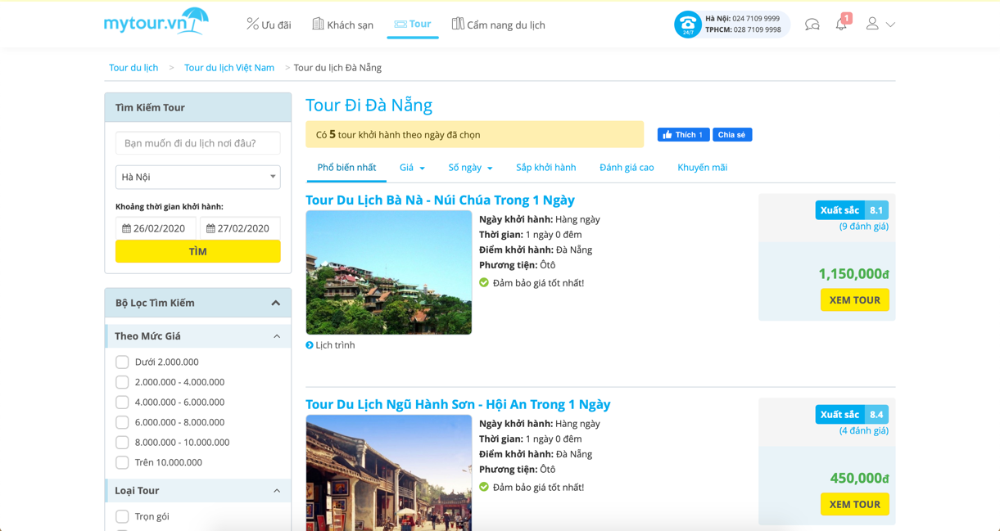 mytour.vn
Ưu đãi
Khách sạn
Tour
Cẩm nang du lịch
24/7
Hà Nội: 024 7109 9999
TPHCM: 028 7109 9998
1
Tour du lịch > Tour du lịch Việt Nam > Tour du lịch Đà Nẵng
Tìm Kiếm Tour
Bạn muốn đi du lịch nơi đâu?
Hà Nội
Khoảng thời gian khởi hành:
26/02/2020 27/02/2020
TÌM
Bộ Lọc Tìm Kiếm
Theo Mức Giá
Dưới 2.000.000
2.000.000 - 4.000.000
4.000.000 - 6.000.000
6.000.000 - 8.000.000
8.000.000 - 10.000.000
Trên 10.000.000
Loại Tour
Trọn gói
Tour Đi Đà Nẵng
Có 5 tour khởi hành theo ngày đã chọn
Thích 1 Chia sẻ
Phổ biến nhất Giá Số ngày Sắp khởi hành Đánh giá cao Khuyến mãi
Tour Du Lịch Bà Nà - Núi Chúa Trong 1 Ngày
Ngày khởi hành: Hàng ngày
Thời gian: 1 ngày 0 đêm
Điểm khởi hành: Đà Nẵng
Phương tiện: Ôtô
Đảm bảo giá tốt nhất!
Lịch trình
Xuất sắc 8.1
(9 đánh giá)
1,150,000đ
XEM TOUR
Tour Du Lịch Ngũ Hành Sơn - Hội An Trong 1 Ngày
Ngày khởi hành: Hàng ngày
Thời gian: 1 ngày 0 đêm
Điểm khởi hành: Đà Nẵng
Phương tiện: Ôtô
Đảm bảo giá tốt nhất!
Xuất sắc 8.4
(4 đánh giá)
450,000đ
XEM TOUR